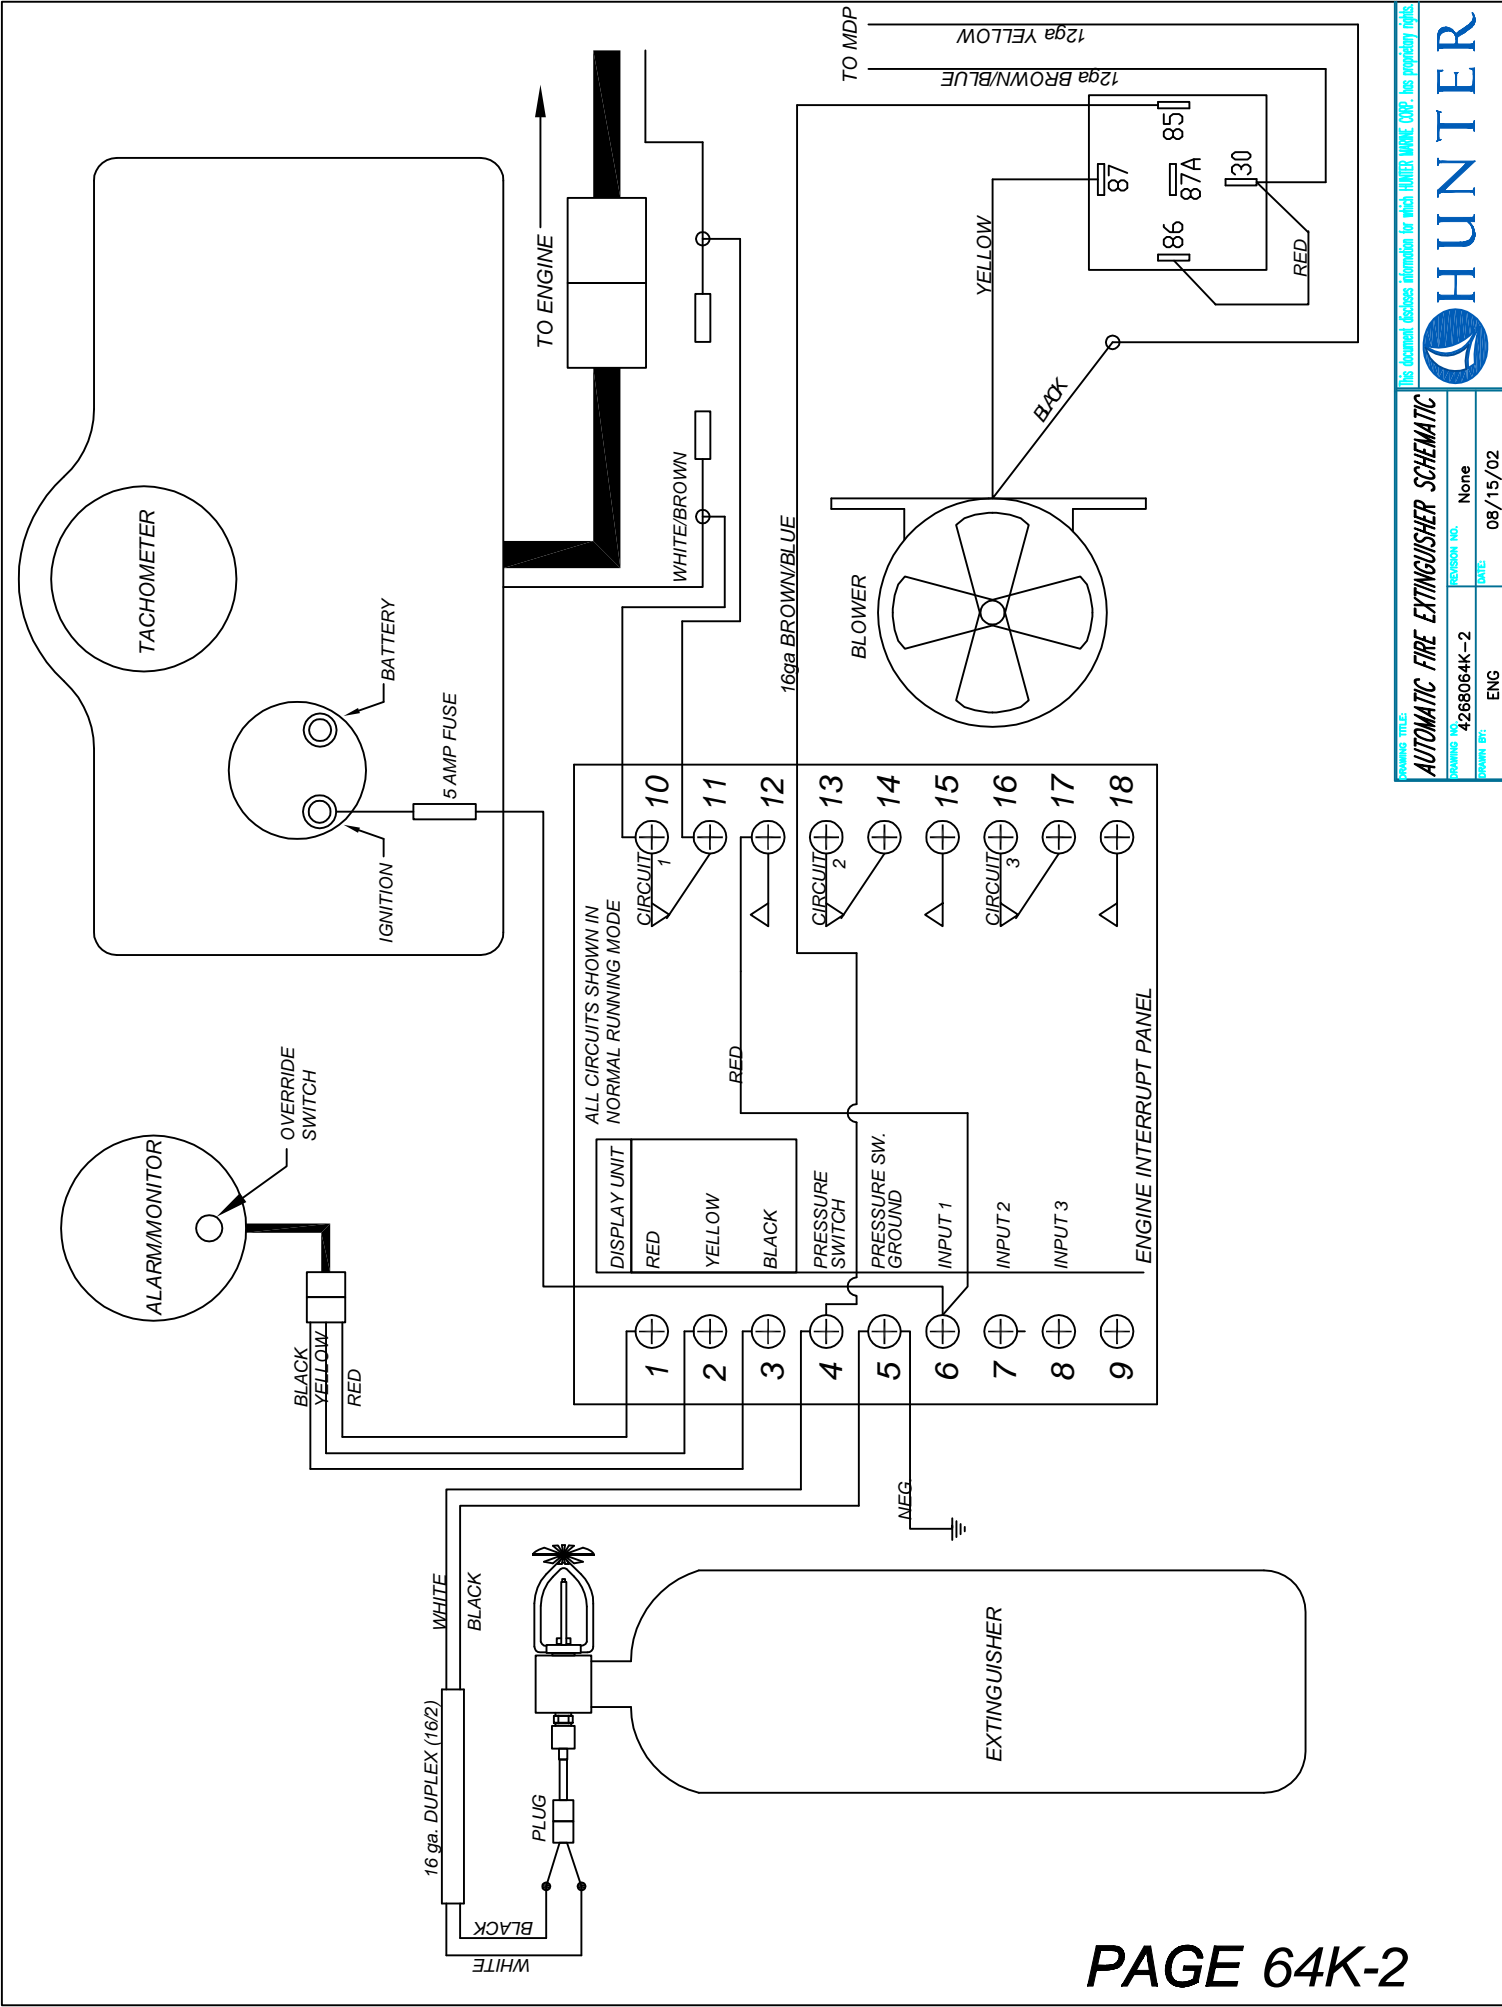 TACHOMETER
BATTERY
5 AMP FUSE
IGNITION
TO ENGINE
WHITE/BROWN
TO MDP
12ga YELLOW
12ga BROWN/BLUE
ALARM/MONITOR
OVERRIDE
SWITCH
BLACK
YELLOW
RED
ALL CIRCUITS SHOWN IN
NORMAL RUNNING MODE
DISPLAY UNIT
RED
YELLOW
BLACK
PRESSURE
SWITCH
PRESSURE SW.
GROUND
INPUT 1
INPUT 2
INPUT 3
ENGINE INTERRUPT PANEL
1
2
3
4
5
6
7
8
9
RED
CIRCUIT
1
CIRCUIT
2
CIRCUIT
3
10
11
12
13
14
15
16
17
18
16ga BROWN/BLUE
BLOWER
YELLOW
BLACK
87
87A
85
86
30
RED
WHITE
BLACK
16 ga. DUPLEX (16/2)
PLUG
BLACK
WHITE
NEG.
EXTINGUISHER
This document discloses information for which HUNTER MARINE CORP. has proprietary rights.
HUNTER
DRAWING TITLE:
AUTOMATIC FIRE EXTINGUISHER SCHEMATIC
DRAWING NO.
4268064K-2
REVISION NO.
None
DRAWN BY:
ENG
DATE:
08/15/02
PAGE 64K-2